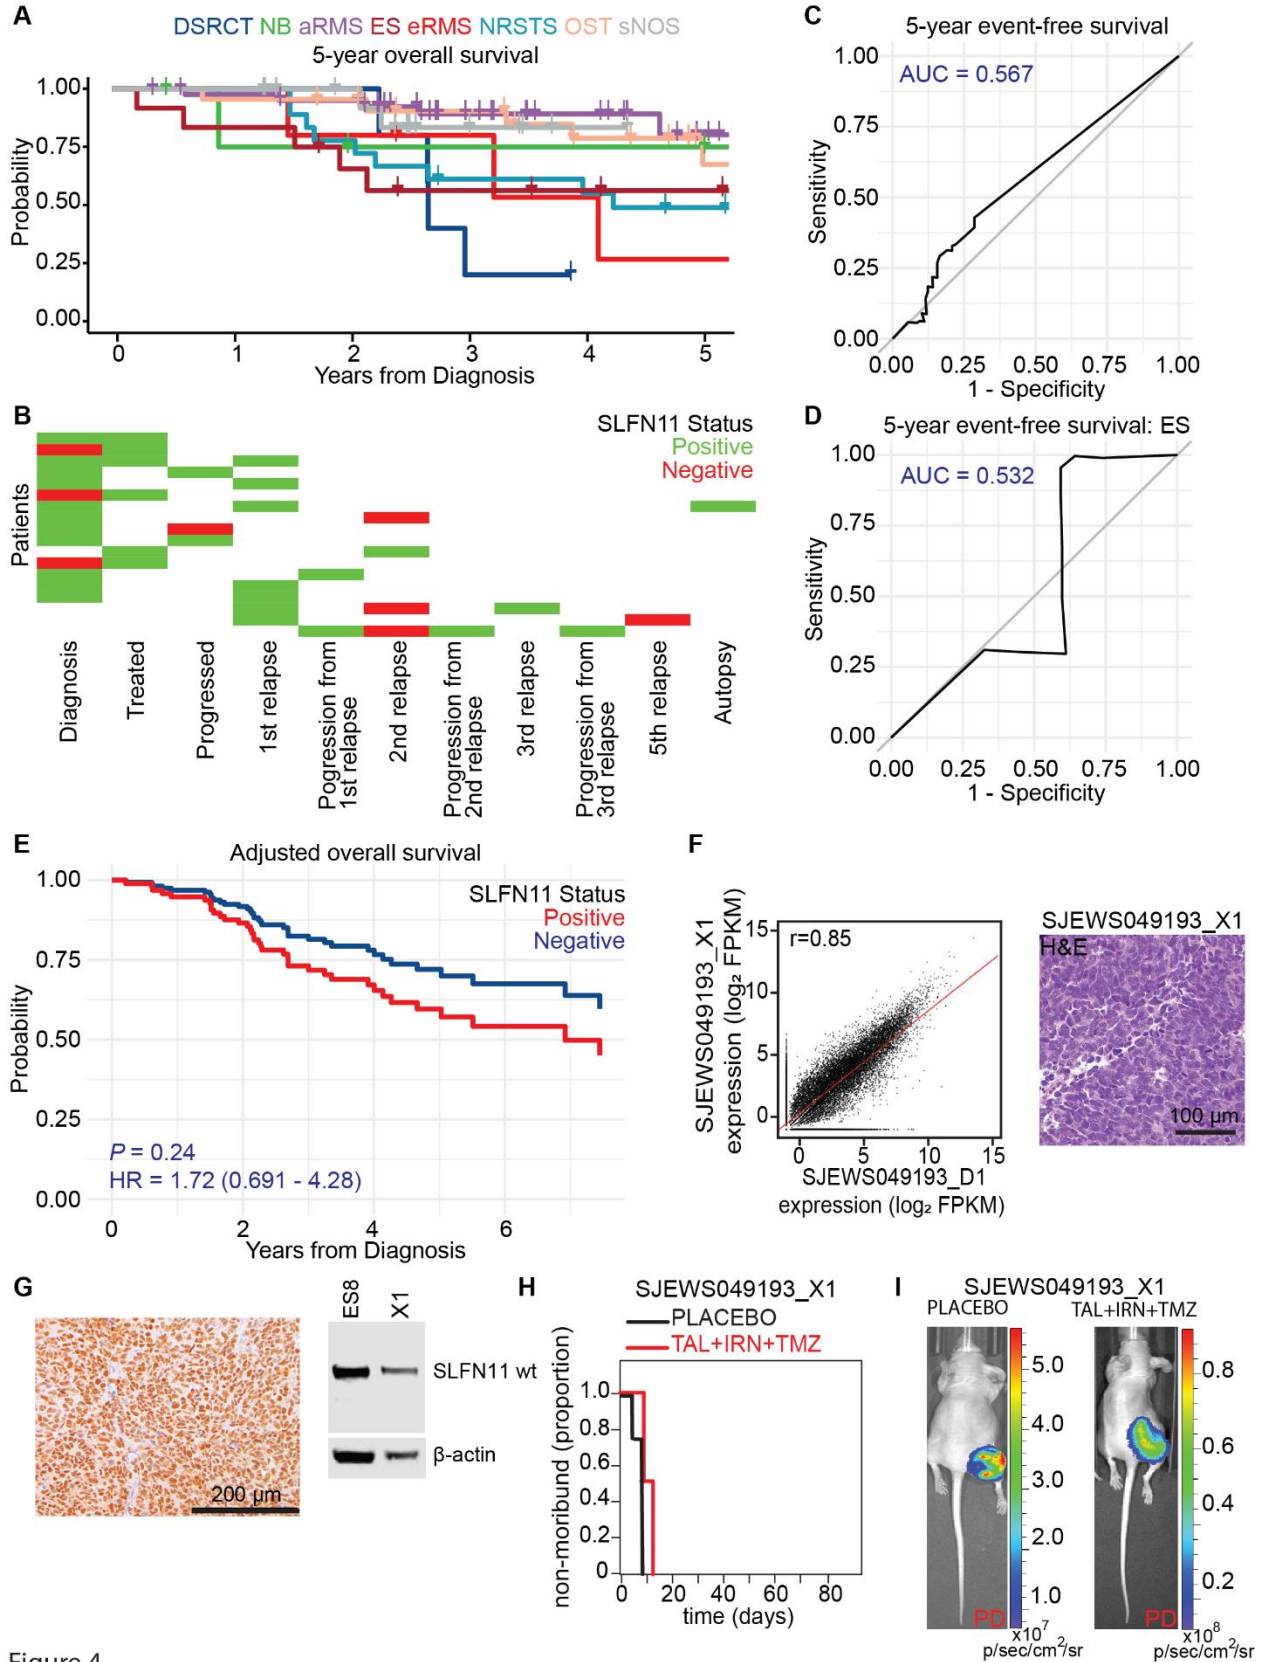 A
DSRCT NB aRMS ES eRMS NRSTS OST sNOS
5-year overall survival
Probability
1.00
0.75
0.50
0.25
0.00
0 1 2 3 4 5
Years from Diagnosis
B
SLFN11 Status
Positive
Negative
Patients
Diagnosis
Treated
Progressed
1st relapse
Pogression from
1st relapse
2nd relapse
Progression from
2nd relapse
3rd relapse
Progression from
3rd relapse
5th relapse
Autopsy
C
5-year event-free survival
AUC = 0.567
Sensitivity
1.00
0.75
0.50
0.25
0.00
0.00 0.25 0.50 0.75 1.00
1 - Specificity
D
5-year event-free survival: ES
AUC = 0.532
Sensitivity
1.00
0.75
0.50
0.25
0.00
0.00 0.25 0.50 0.75 1.00
1 - Specificity
E
Adjusted overall survival
SLFN11 Status
Positive
Negative
Probability
1.00
0.75
0.50
0.25
0.00
P = 0.24
HR = 1.72 (0.691 - 4.28)
0 2 4 6
Years from Diagnosis
F
SJEWS049193_X1
expression (log₂ FPKM)
r=0.85
15
10
5
0
0 5 10 15
SJEWS049193_D1
expression (log₂ FPKM)
SJEWS049193_X1
H&E
100 µm
G
200 µm
ES8
X1
SLFN11 wt
β-actin
H
SJEWS049193_X1
PLACEBO
TAL+IRN+TMZ
non-moribund (proportion)
1.0
0.8
0.6
0.4
0.2
0
0 20 40 60 80
time (days)
I
SJEWS049193_X1
PLACEBO
TAL+IRN+TMZ
5.0
4.0
3.0
2.0
1.0
PD
x10⁷
p/sec/cm²/sr
0.8
0.6
0.4
0.2
PD
x10⁸
p/sec/cm²/sr